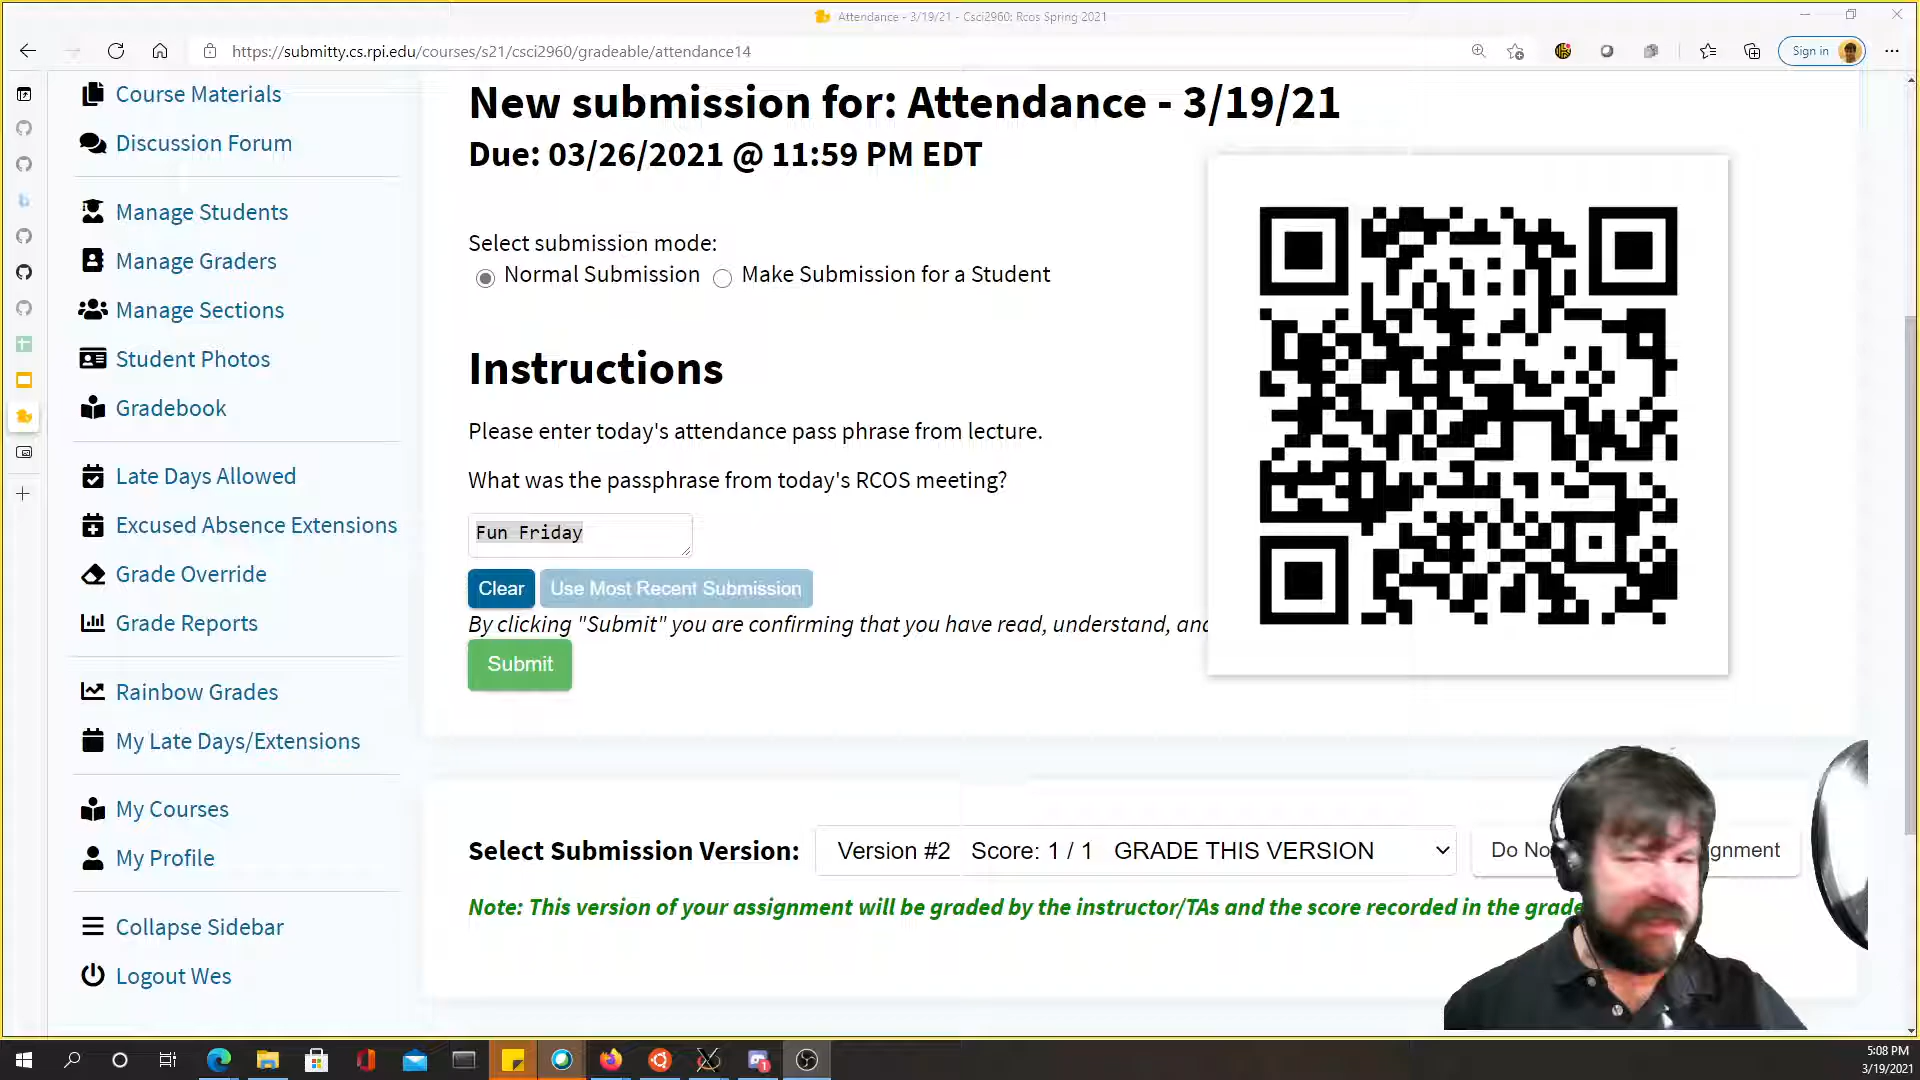 Attendance - 3/19/21 - Csci2960: Rcos Spring 2021
https://submitty.cs.rpi.edu/courses/s21/csci2960/gradeable/attendance14
Sign in
Course Materials
Discussion Forum
Manage Students
Manage Graders
Manage Sections
Student Photos
Gradebook
Late Days Allowed
Excused Absence Extensions
Grade Override
Grade Reports
Rainbow Grades
My Late Days/Extensions
My Courses
My Profile
Collapse Sidebar
Logout Wes
New submission for: Attendance - 3/19/21
Due: 03/26/2021 @ 11:59 PM EDT
Select submission mode:
Normal Submission Make Submission for a Student
Instructions
Please enter today's attendance pass phrase from lecture.
What was the passphrase from today's RCOS meeting?
Fun Friday
Clear Use Most Recent Submission
By clicking "Submit" you are confirming that you have read, understand, and
Submit
Select Submission Version: Version #2 Score: 1 / 1 GRADE THIS VERSION Do No gnment
Note: This version of your assignment will be graded by the instructor/TAs and the score recorded in the grade
5:08 PM
3/19/2021